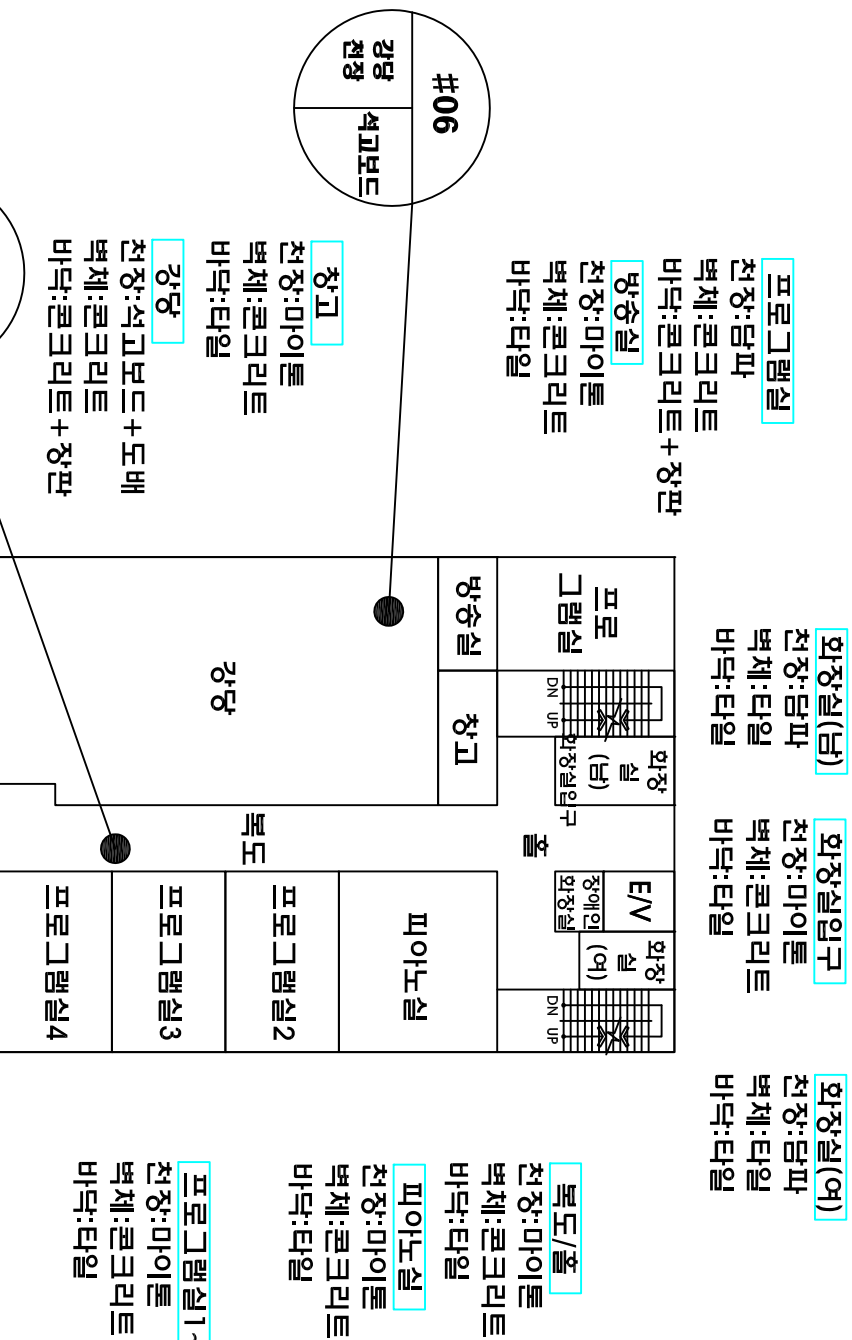 #06
강당
천장
석고보드
프로그램실
천장:담파
벽체:콘크리트
바닥:콘크리트+장판
방송실
천장:마이톤
벽체:콘크리트
바닥:타일
창고
천장:마이톤
벽체:콘크리트
바닥:타일
강당
천장:석고보드+도배
벽체:콘크리트
바닥:콘크리트+장판
화장실(남)
천장:담파
벽체:타일
바닥:타일
화장실입구
천장:마이톤
벽체:콘크리트
바닥:타일
화장실(여)
천장:담파
벽체:타일
바닥:타일
프로
그램실
방송실
강당
DN
UP
창고
화장
실
(남)
화장실입구
홀
복도
E/V
장애인
화장실
화장
실
(여)
DN
UP
피아노실
프로그램실2
프로그램실3
프로그램실4
복도/홀
천장:마이톤
벽체:콘크리트
바닥:타일
피아노실
천장:마이톤
벽체:콘크리트
바닥:타일
프로그램실1~
천장:마이톤
벽체:콘크리트
바닥:타일